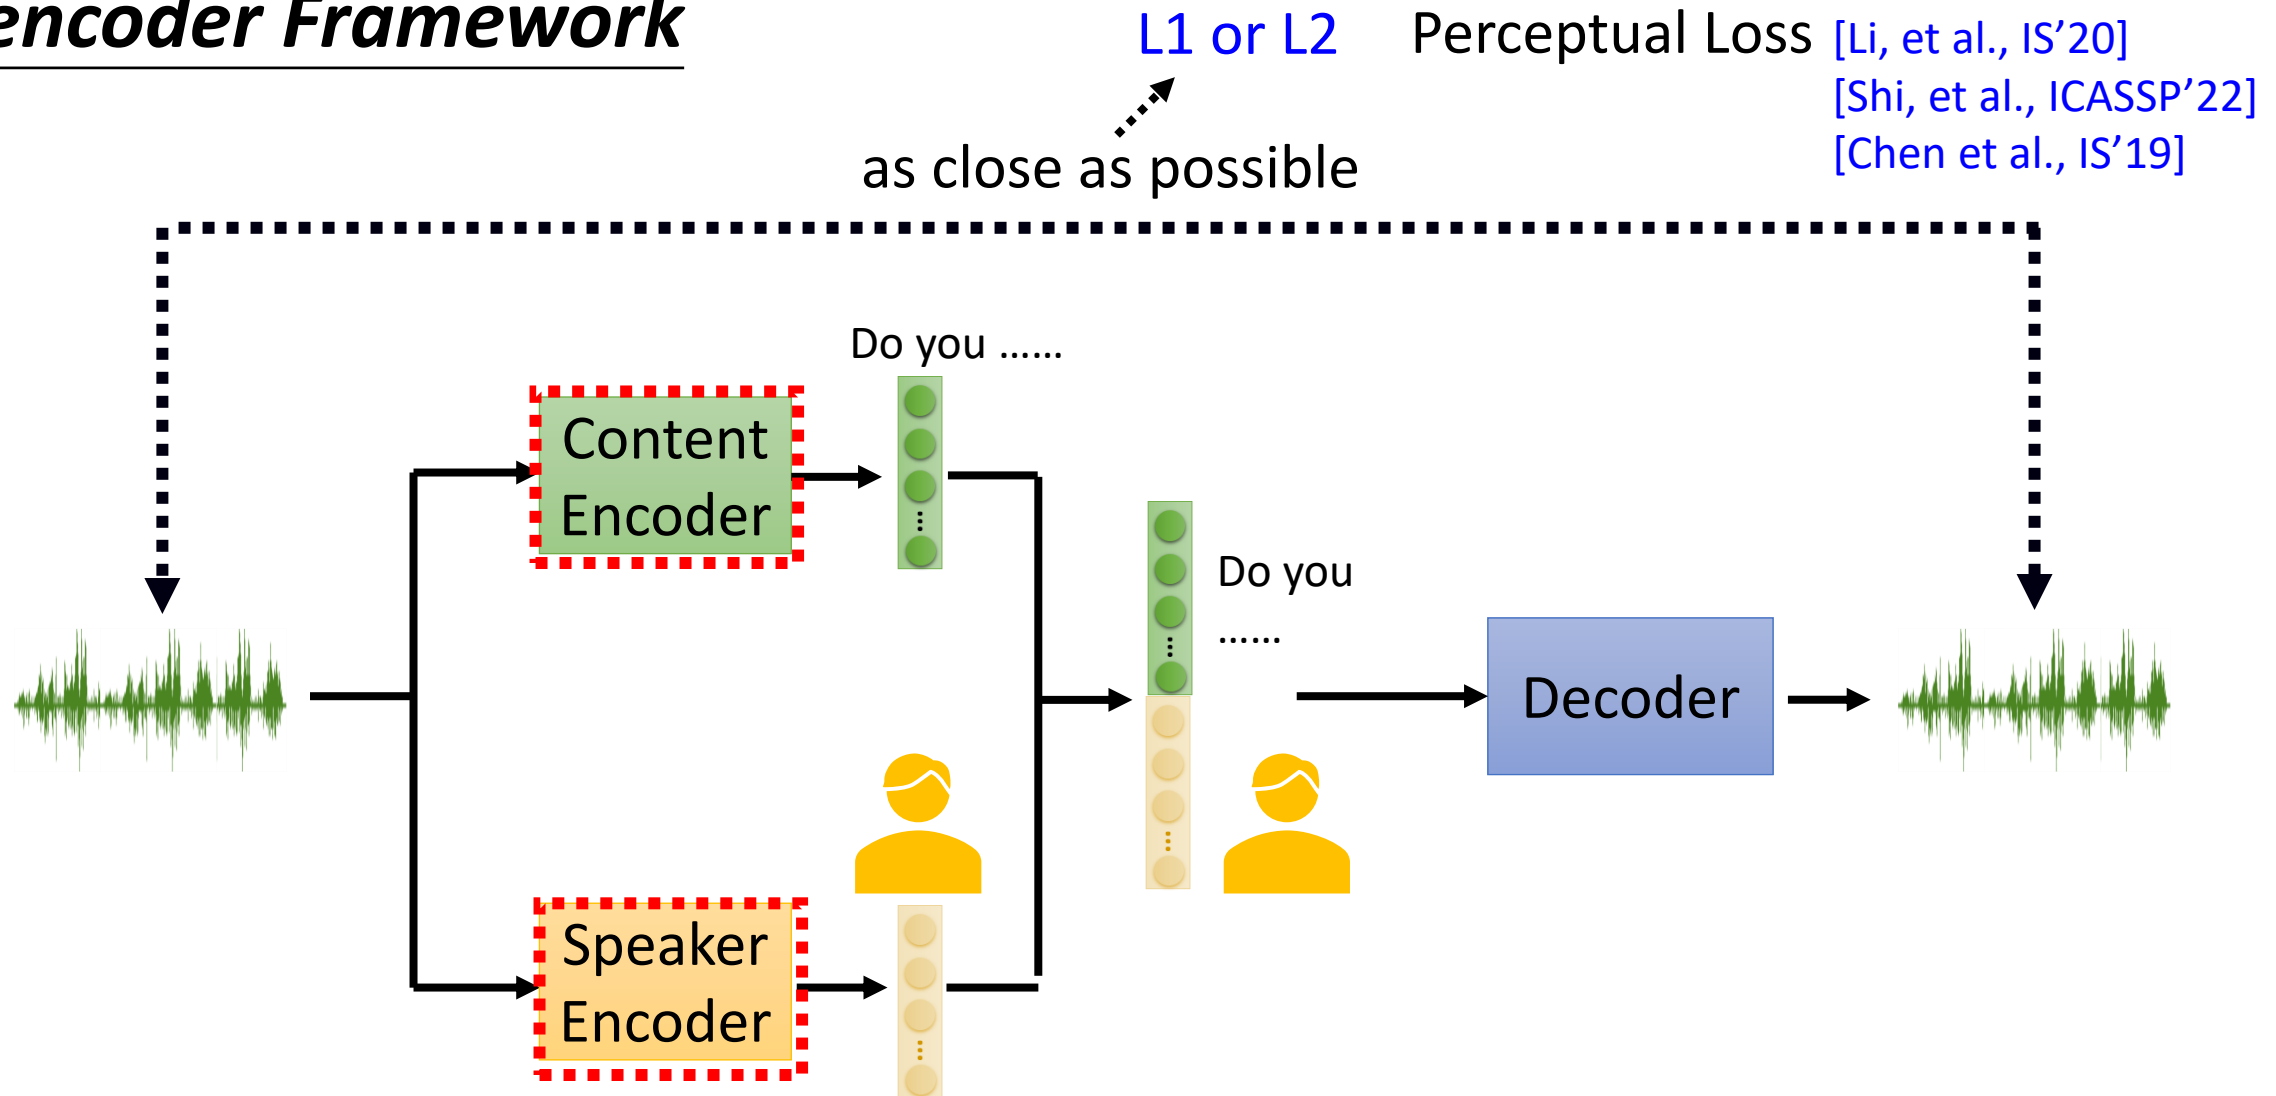 encoder Framework
L1 or L2
Perceptual Loss
[Li, et al., IS’20]
[Shi, et al., ICASSP’22]
[Chen et al., IS’19]
as close as possible
Do you ......
Content
Encoder
Do you
......
Decoder
Speaker
Encoder